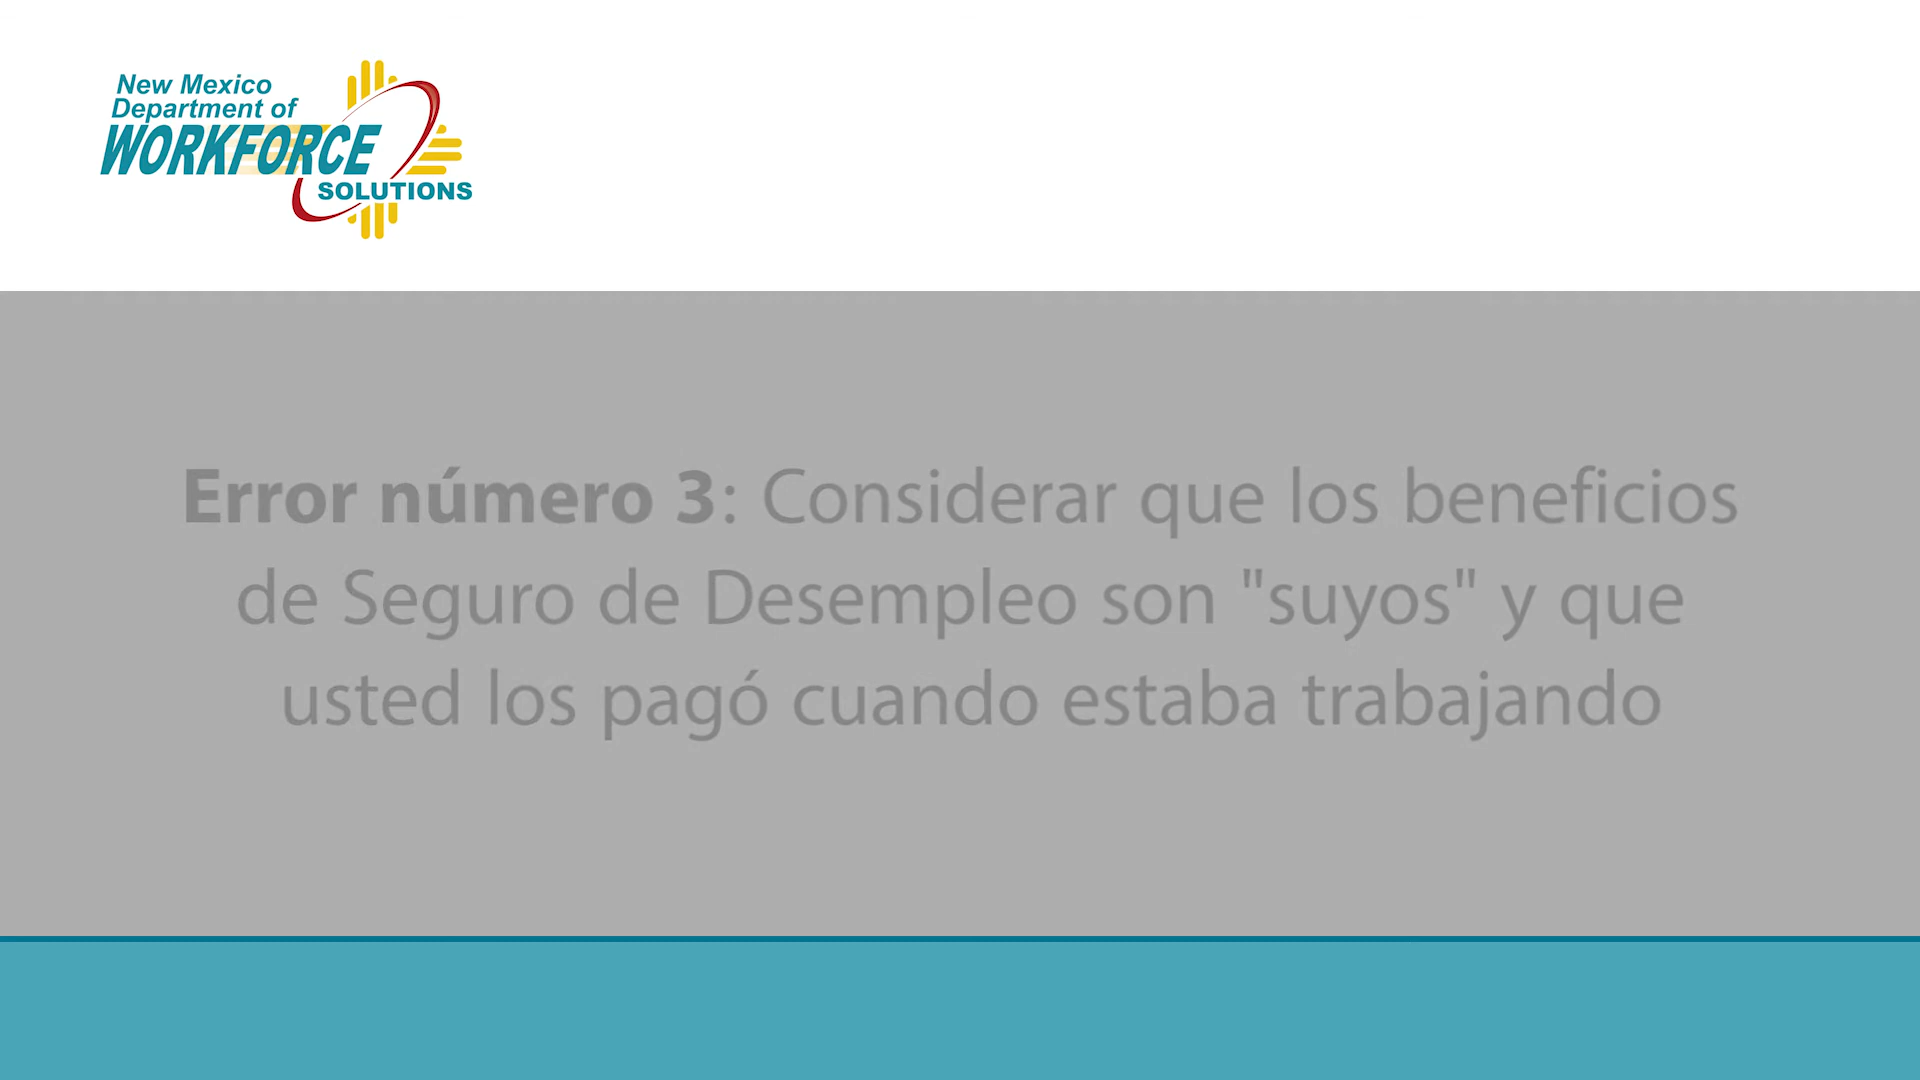 New Mexico
Department of
WORKFORCE
SOLUTIONS
Error número 3: Considerar que los beneficios
de Seguro de Desempleo son "suyos" y que
usted los pagó cuando estaba trabajando